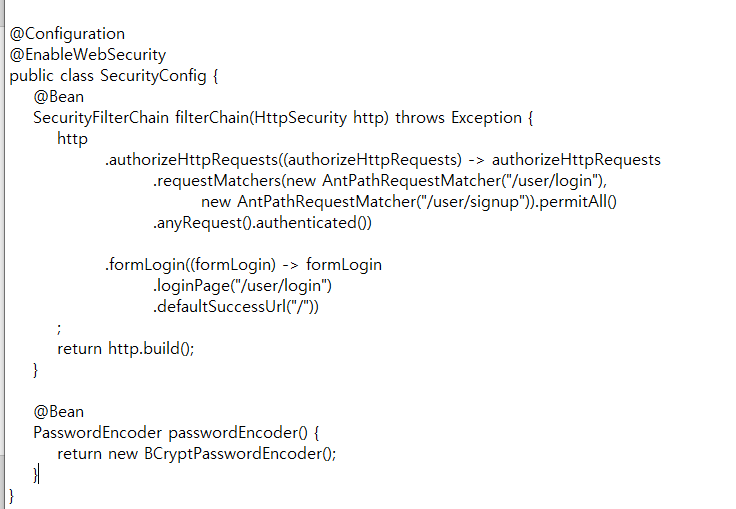 @Configuration
@EnableWebSecurity
public class SecurityConfig {
@Bean
SecurityFilterChain filterChain(HttpSecurity http) throws Exception {
http
.authorizeHttpRequests((authorizeHttpRequests) -> authorizeHttpRequests
.requestMatchers(new AntPathRequestMatcher("/user/login"),
new AntPathRequestMatcher("/user/signup")).permitAll()
.anyRequest().authenticated())
.formLogin((formLogin) -> formLogin
.loginPage("/user/login")
.defaultSuccessUrl("/"))
;
return http.build();
}
@Bean
PasswordEncoder passwordEncoder() {
return new BCryptPasswordEncoder();
}
}